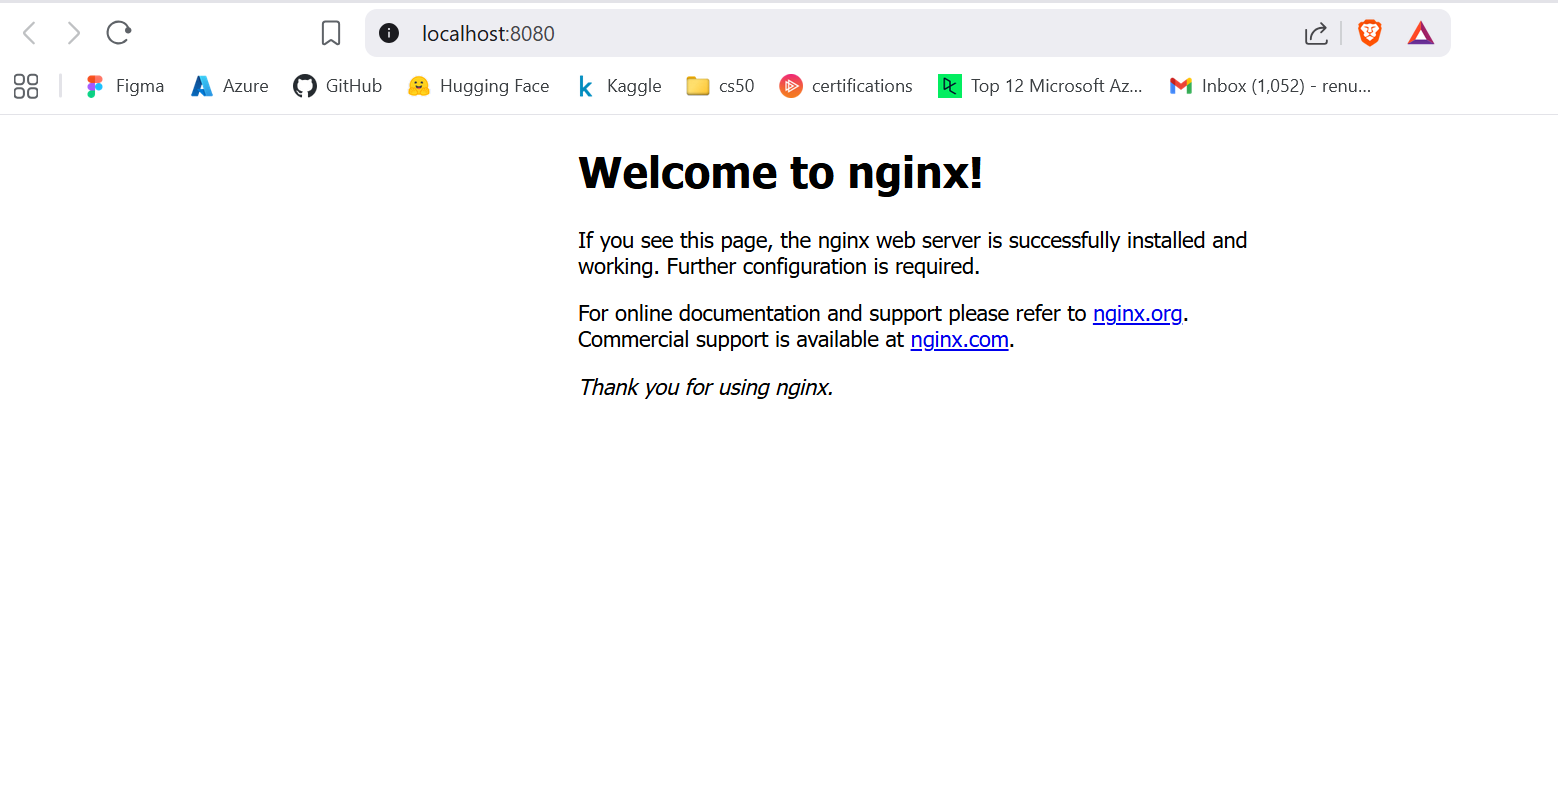 localhost:8080
Figma
Azure
GitHub
Hugging Face
Kaggle
cs50
certifications
Top 12 Microsoft Az...
Inbox (1,052) - renu...
Welcome to nginx!
If you see this page, the nginx web server is successfully installed and
working. Further configuration is required.
For online documentation and support please refer to nginx.org.
Commercial support is available at nginx.com.
Thank you for using nginx.